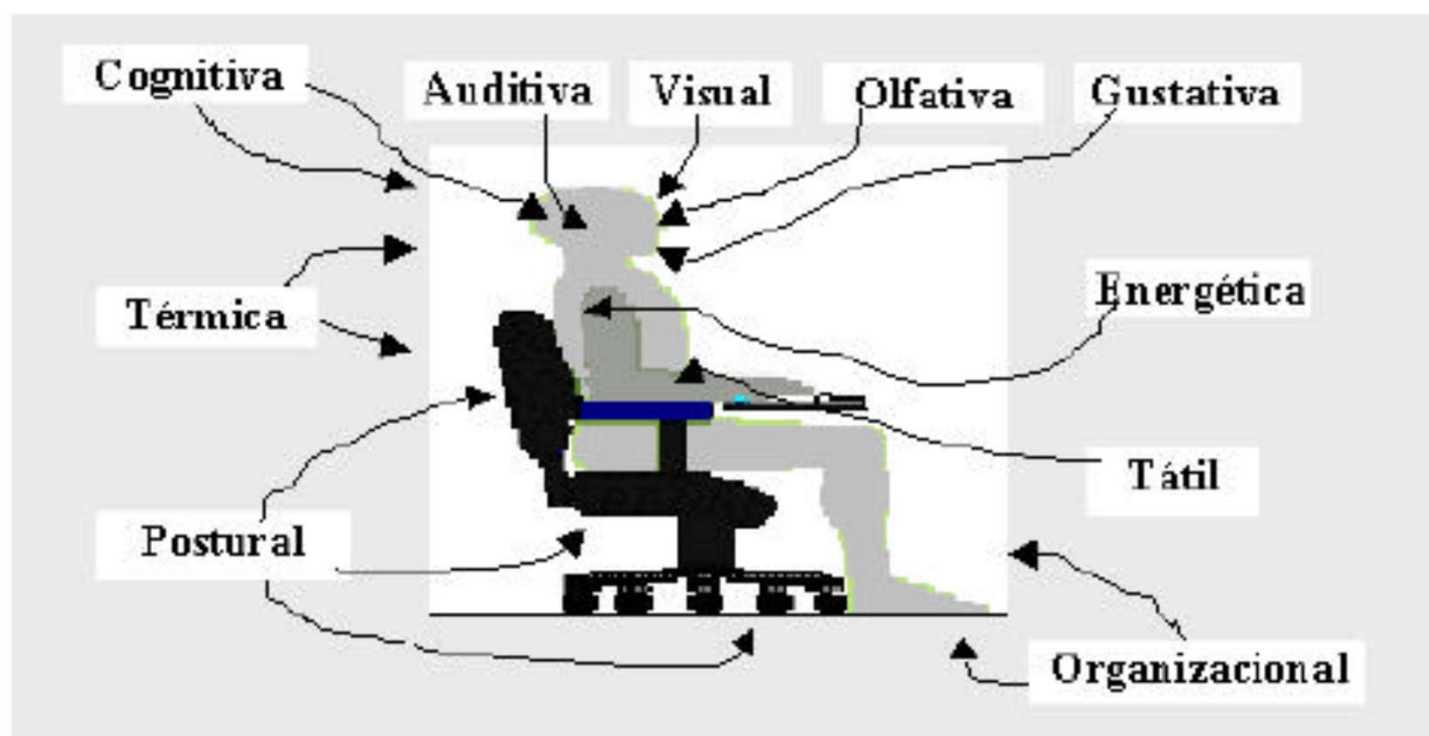 Cognitiva
Auditiva
Visual
Olfativa
Gustativa
Térmica
Energética
Tátil
Postural
Organizacional